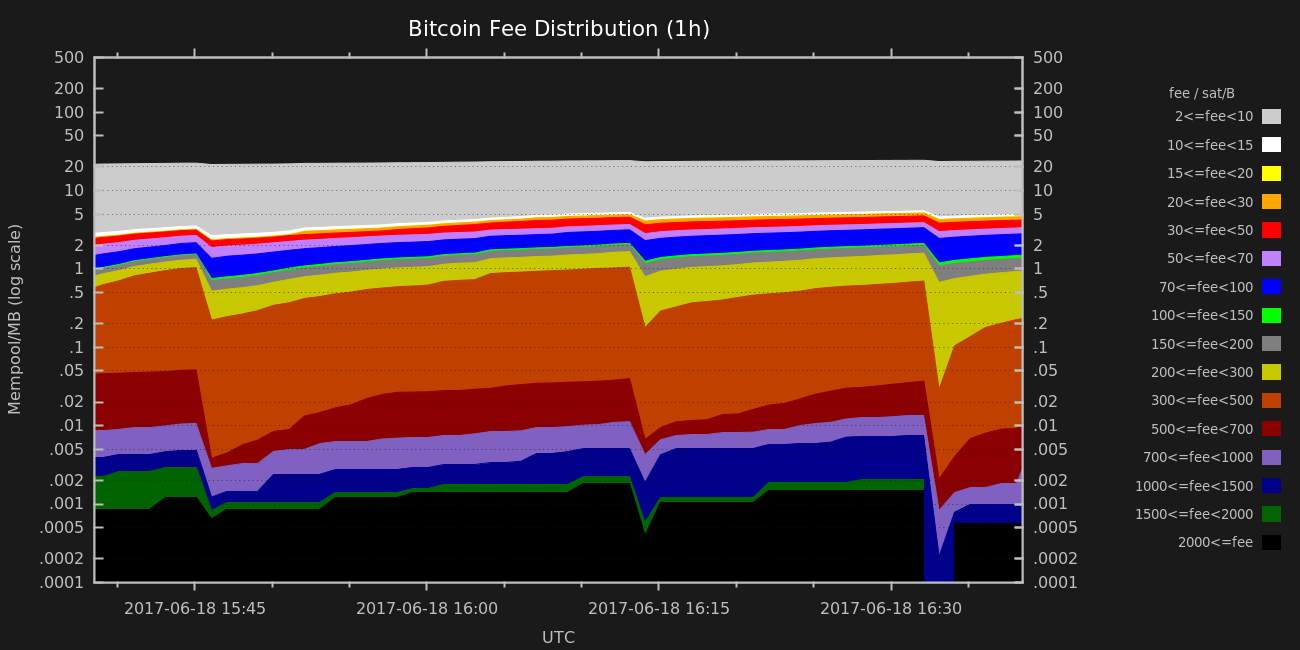 Bitcoin Fee Distribution (1h)
500 500
200 200
100 100
50 50
20 20
10 10
5 5
2 2
1 1
.5 .5
.2 .2
.1 .1
.05 .05
.02 .02
.01 .01
.005 .005
.002 .002
.001 .001
.0005 .0005
.0002 .0002
.0001 .0001
Mempool/MB (log scale)
2017-06-18 15:45 2017-06-18 16:00 2017-06-18 16:15 2017-06-18 16:30
UTC
fee / sat/B
2<=fee<10
10<=fee<15
15<=fee<20
20<=fee<30
30<=fee<50
50<=fee<70
70<=fee<100
100<=fee<150
150<=fee<200
200<=fee<300
300<=fee<500
500<=fee<700
700<=fee<1000
1000<=fee<1500
1500<=fee<2000
2000<=fee